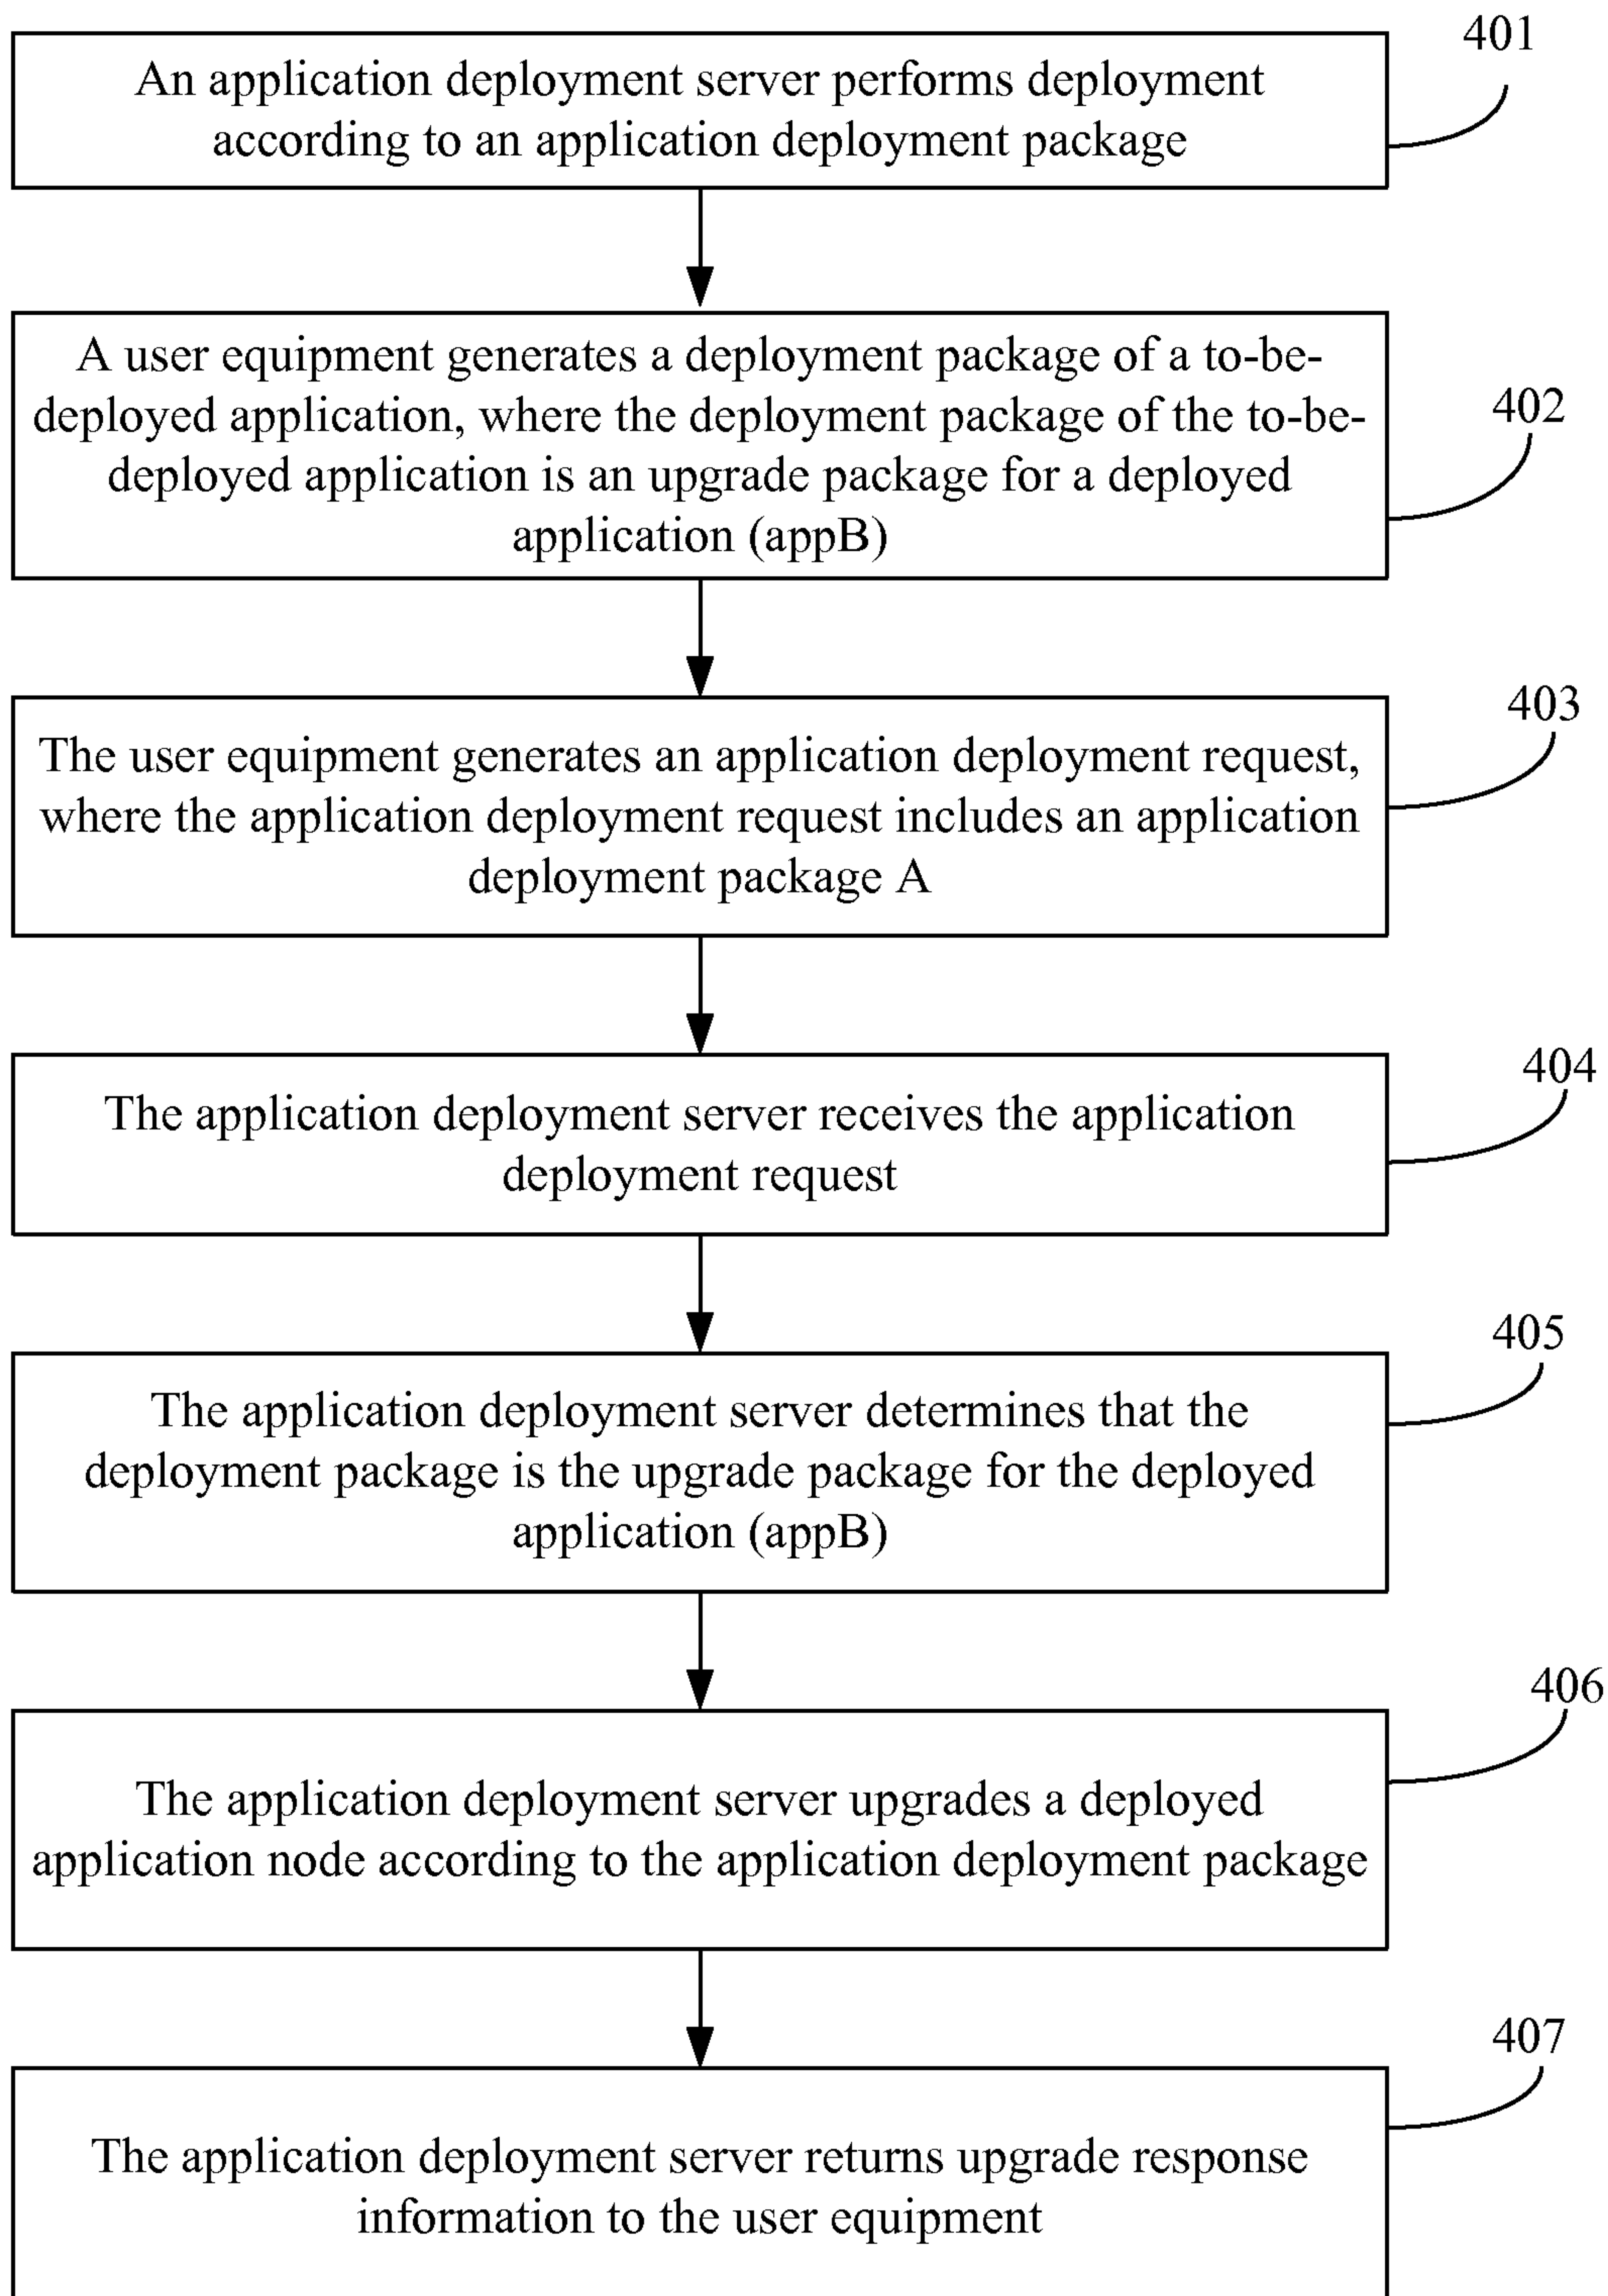 401
An application deployment server performs deployment
according to an application deployment package
A user equipment generates a deployment package of a to-be-
deployed application, where the deployment package of the to-be-
deployed application is an upgrade package for a deployed
application (appB)
402
403
The user equipment generates an application deployment request,
where the application deployment request includes an application
deployment package A
404
The application deployment server receives the application
deployment request
405
The application deployment server determines that the
deployment package is the upgrade package for the deployed
application (appB)
406
The application deployment server upgrades a deployed
application node according to the application deployment package
407
The application deployment server returns upgrade response
information to the user equipment